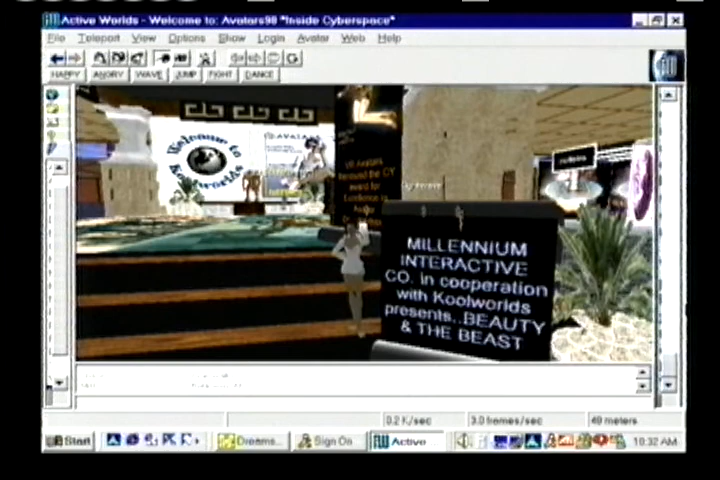 Active Worlds - Welcome to: Avatars98 "Inside Cyberspace"
File Teleport View Options Show Login Avatar Web Help
HAPPY ANGRY WAVE JUMP FIGHT DANCE
Welcome to
Koolworlds
MILLENNIUM
INTERACTIVE
CO. in cooperation
with Koolworlds
presents..BEAUTY
& THE BEAST
0.2 K/sec 3.0 frames/sec 49 meters
Start Dreams... Sign On Active ... 10:32 AM